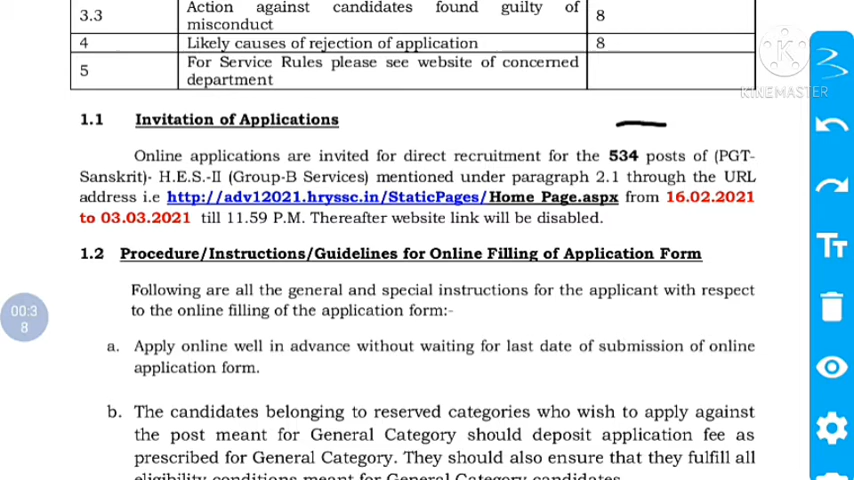 3.3 Action against candidates found guilty of misconduct 8
4 Likely causes of rejection of application 8
5 For Service Rules please see website of concerned department
KINEMASTER
1.1 Invitation of Applications
Online applications are invited for direct recruitment for the 534 posts of (PGT-
Sanskrit)- H.E.S.-II (Group-B Services) mentioned under paragraph 2.1 through the URL
address i.e http://adv12021.hryssc.in/StaticPages/Home Page.aspx from 16.02.2021
to 03.03.2021 till 11.59 P.M. Thereafter website link will be disabled.
1.2 Procedure/Instructions/Guidelines for Online Filling of Application Form
Following are all the general and special instructions for the applicant with respect
to the online filling of the application form:-
00:3
8
a. Apply online well in advance without waiting for last date of submission of online
application form.
b. The candidates belonging to reserved categories who wish to apply against
the post meant for General Category should deposit application fee as
prescribed for General Category. They should also ensure that they fulfill all
eligibility conditions meant for General Category candidates.
K
TT